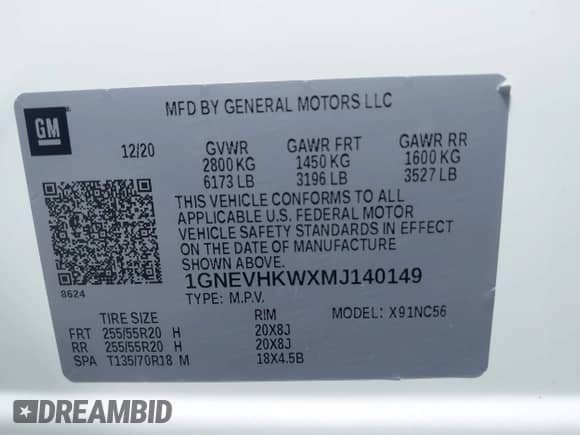 MFD BY GENERAL MOTORS LLC
GM
12/20 GVWR GAWR FRT GAWR RR
2800 KG 1450 KG 1600 KG
6173 LB 3196 LB 3527 LB
THIS VEHICLE CONFORMS TO ALL
APPLICABLE U.S. FEDERAL MOTOR
VEHICLE SAFETY STANDARDS IN EFFECT
ON THE DATE OF MANUFACTURE
SHOWN ABOVE.
8624
1GNEVHKWXMJ140149
TYPE: M.P.V. MODEL: X91NC56
TIRE SIZE RIM
FRT 255/55R20 H 20X8J
RR 255/55R20 H 20X8J
SPA T135/70R18 M 18X4.5B
DREAMBID